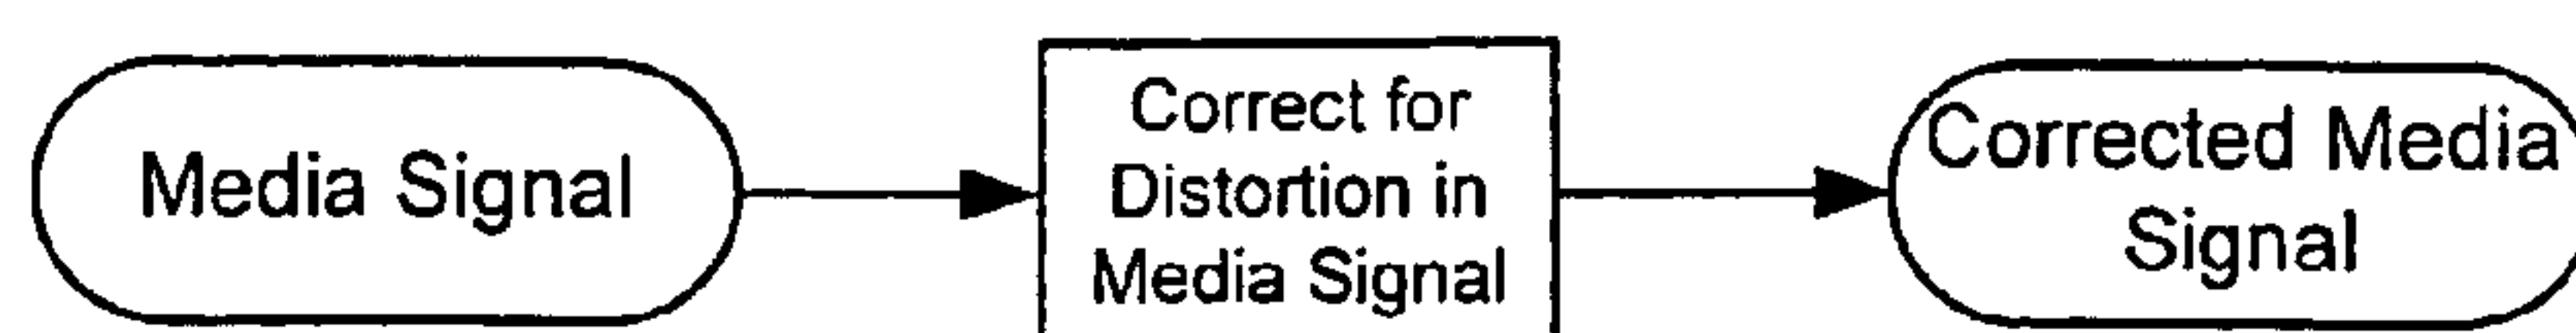 Media Signal
Correct for
Distortion in
Media Signal
Corrected Media
Signal